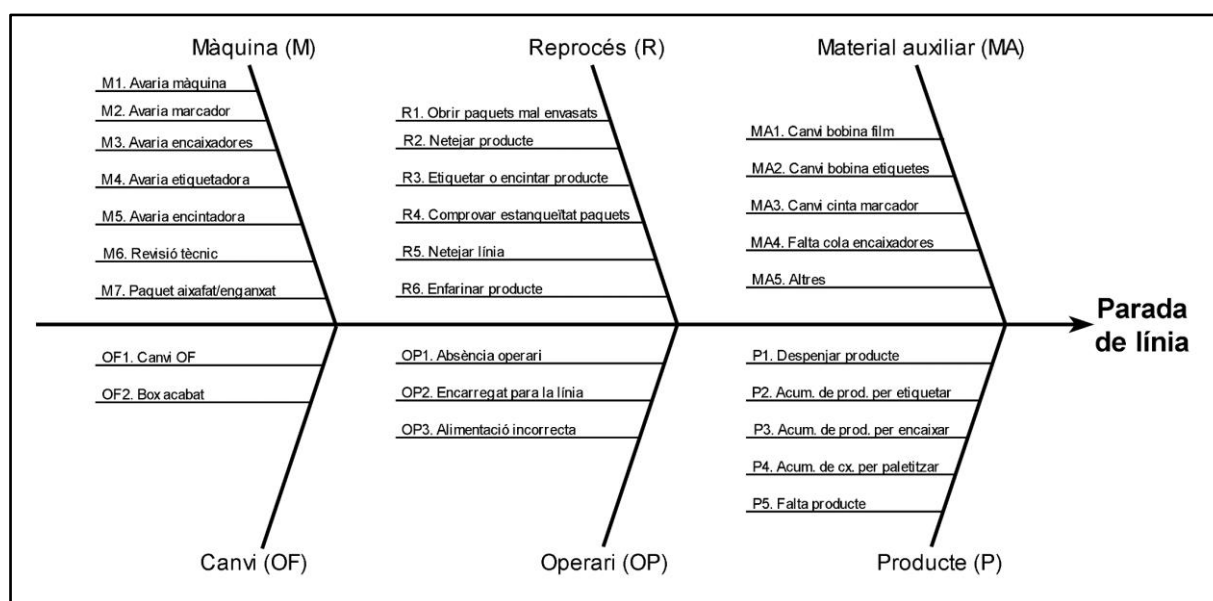 Màquina (M)
M1. Avaria màquina
M2. Avaria marcador
M3. Avaria encaixadores
M4. Avaria etiquetadora
M5. Avaria encintadora
M6. Revisió tècnic
M7. Paquet aixafat/enganxat
Reprocés (R)
R1. Obrir paquets mal envasats
R2. Netejar producte
R3. Etiquetar o encintar producte
R4. Comprovar estanqueïtat paquets
R5. Netejar línia
R6. Enfarinar producte
Material auxiliar (MA)
MA1. Canvi bobina film
MA2. Canvi bobina etiquetes
MA3. Canvi cinta marcador
MA4. Falta cola encaixadores
MA5. Altres
Parada
de línia
OF1. Canvi OF
OF2. Box acabat
Canvi (OF)
OP1. Absència operari
OP2. Encarregat para la línia
OP3. Alimentació incorrecta
Operari (OP)
P1. Despenjar producte
P2. Acum. de prod. per etiquetar
P3. Acum. de prod. per encaixar
P4. Acum. de cx. per paletitzar
P5. Falta producte
Producte (P)